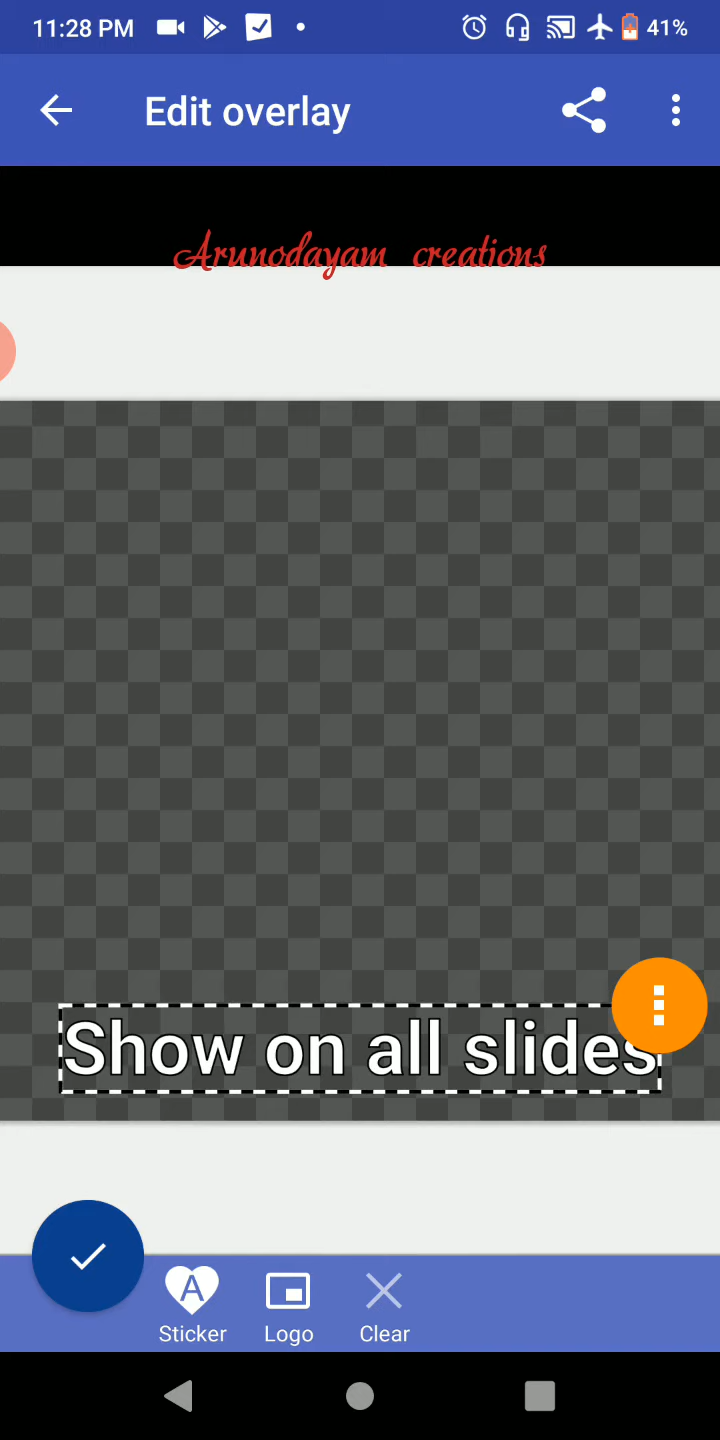 11:28 PM 41%
Edit overlay
Arunodayam creations
Show on all slides
A
Sticker Logo Clear